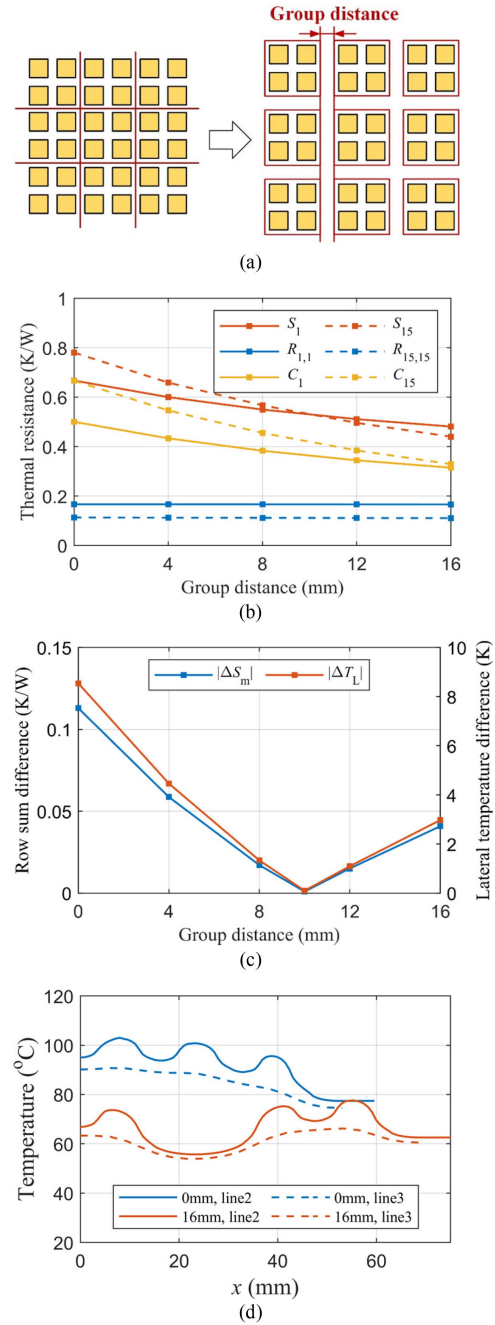 Group distance
(a)
Thermal resistance (K/W)
1
0.8
0.6
0.4
0.2
0
S1
S15
R1,1
R15,15
C1
C15
0 4 8 12 16
Group distance (mm)
(b)
Row sum difference (K/W)
0.15
0.1
0.05
0
|ΔSm|
|ΔTL|
10
8
6
4
2
0
Lateral temperature difference (K)
0 4 8 12 16
Group distance (mm)
(c)
Temperature (°C)
120
100
80
60
40
20
0mm, line2
0mm, line3
16mm, line2
16mm, line3
0 20 40 60
x (mm)
(d)